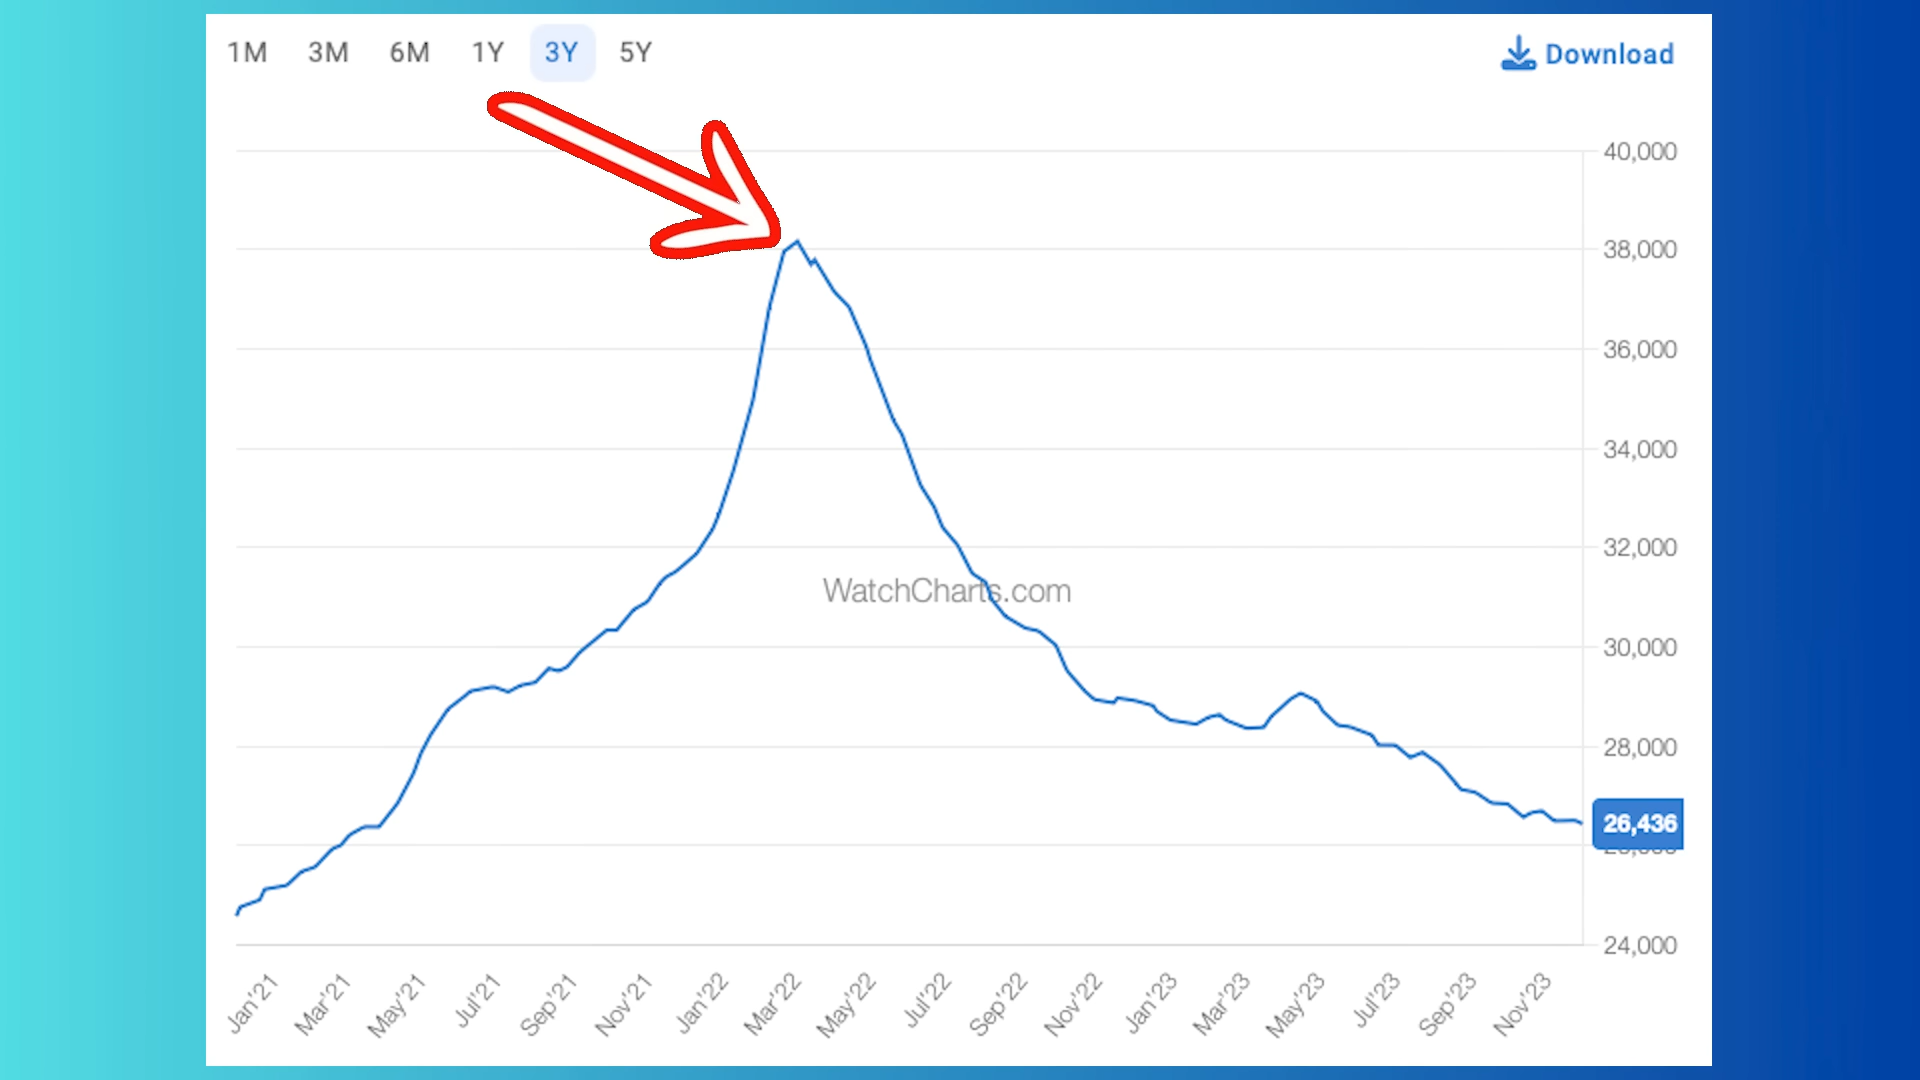 1M 3M 6M 1Y 3Y 5Y
Download
40,000
38,000
36,000
34,000
32,000
WatchCharts.com
30,000
28,000
26,436
24,000
Jan'21 Mar'21 May'21 Jul'21 Sep'21 Nov'21 Jan'22 Mar'22 May'22 Jul'22 Sep'22 Nov'22 Jan'23 Mar'23 May'23 Jul'23 Sep'23 Nov'23